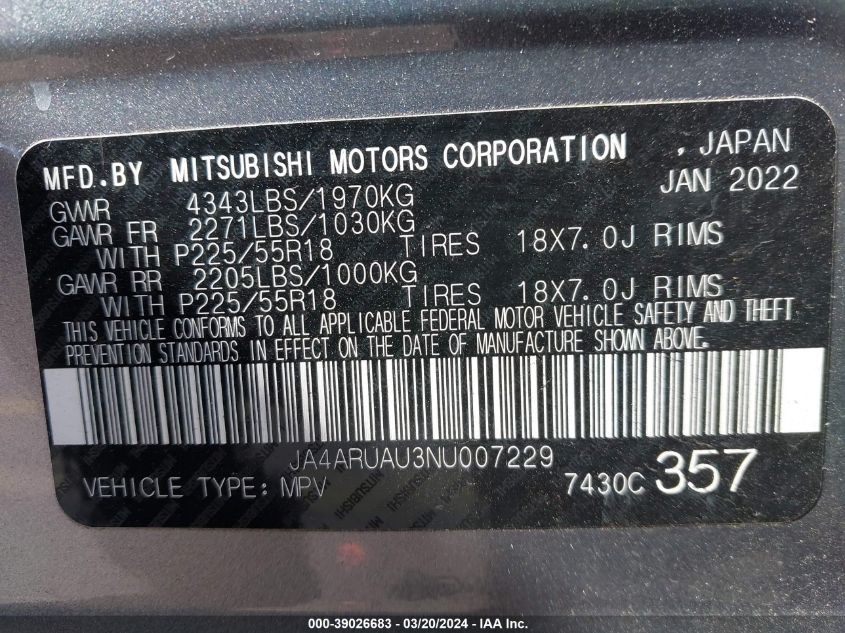 MFD.BY MITSUBISHI MOTORS CORPORATION , JAPAN
JAN 2022
GVWR 4343LBS/1970KG
GAWR FR 2271LBS/1030KG
WITH P225/55R18 TIRES 18X7.0J RIMS
GAWR RR 2205LBS/1000KG
WITH P225/55R18 TIRES 18X7.0J RIMS
THIS VEHICLE CONFORMS TO ALL APPLICABLE FEDERAL MOTOR VEHICLE SAFETY AND THEFT
PREVENTION STANDARDS IN EFFECT ON THE DATE OF MANUFACTURE SHOWN ABOVE.
JA4ARUAU3NU007229
VEHICLE TYPE: MPV 7430C 357
000-39026683 - 03/20/2024 - IAA Inc.